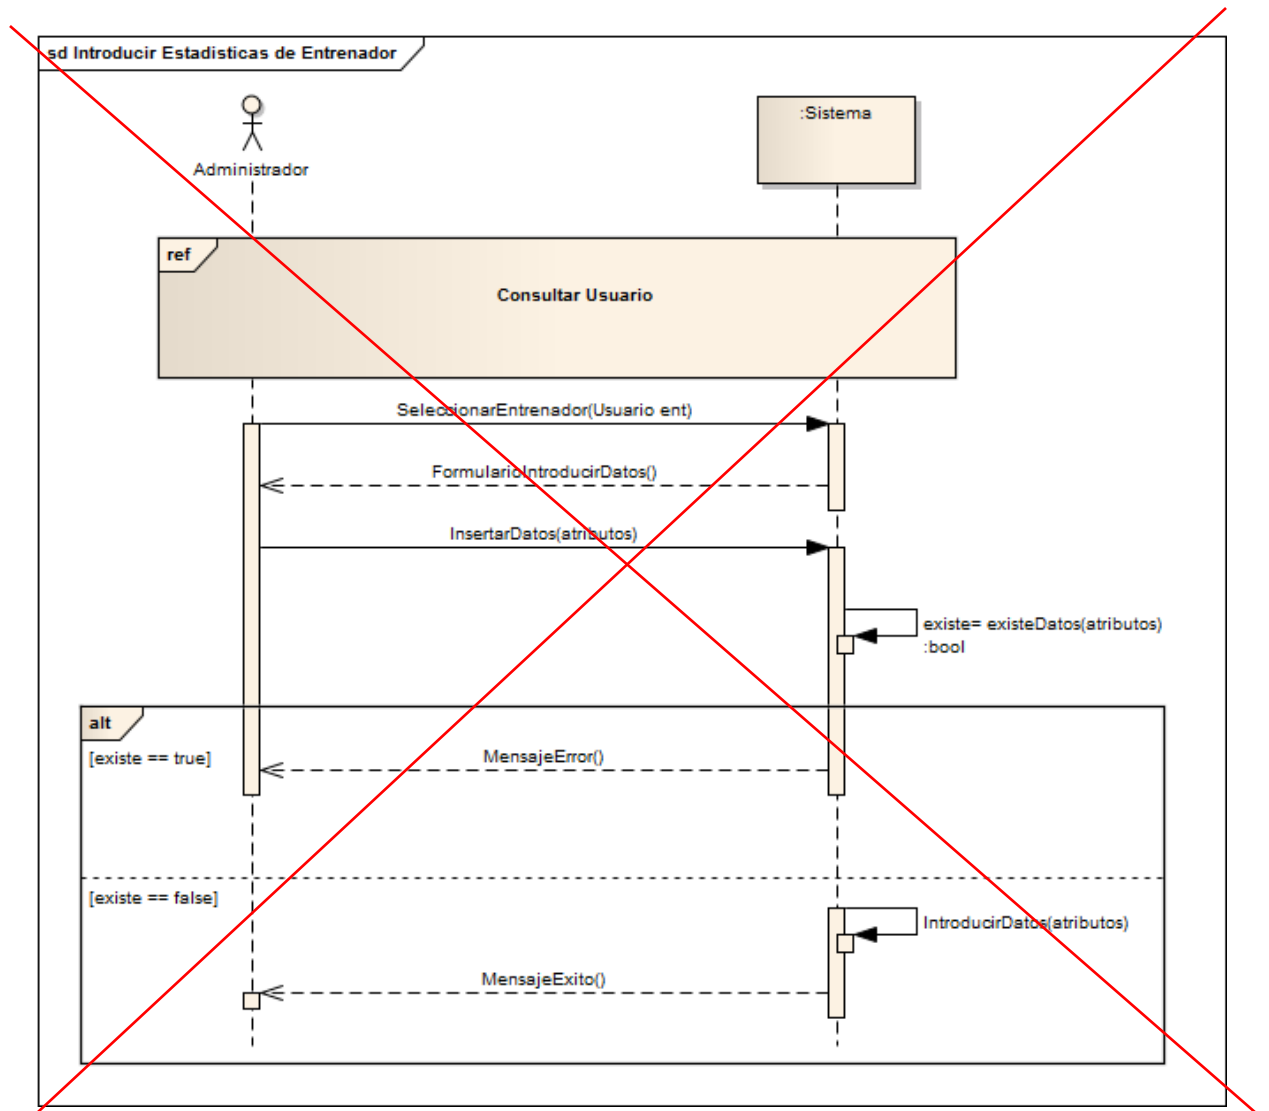 sd Introducir Estadisticas de Entrenador
:Sistema
Administrador
ref
Consultar Usuario
SeleccionarEntrenador(Usuario ent)
FormularioIntroducirDatos()
InsertarDatos(atributos)
existe= existeDatos(atributos)
:bool
alt
[existe == true]
MensajeError()
[existe == false]
IntroducirDatos(atributos)
MensajeExito()